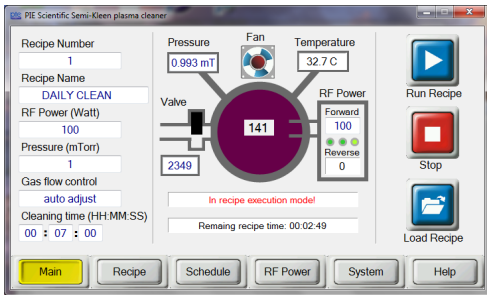 PIE Scientific Semi-Kleen plasma cleaner
Recipe Number
1
Recipe Name
DAILY CLEAN
RF Power (Watt)
100
Pressure (mTorr)
1
Gas flow control
auto adjust
Cleaning time (HH:MM:SS)
00 : 07 : 00
Pressure
0.993 mT
Fan
Temperature
32.7 C
Valve
2349
141
RF Power
Forward
100
Reverse
0
In recipe execution mode!
Remaing recipe time: 00:02:49
Run Recipe
Stop
Load Recipe
Main
Recipe
Schedule
RF Power
System
Help